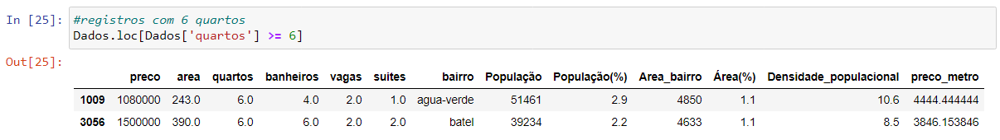 In [25]: #registros com 6 quartos
Dados.loc[Dados['quartos'] >= 6]
Out[25]:
preco area quartos banheiros vagas suites bairro População População(%) Area_bairro Área(%) Densidade_populacional preco_metro
1009 1080000 243.0 6.0 4.0 2.0 1.0 agua-verde 51461 2.9 4850 1.1 10.6 4444.444444
3056 1500000 390.0 6.0 6.0 2.0 2.0 batel 39234 2.2 4633 1.1 8.5 3846.153846